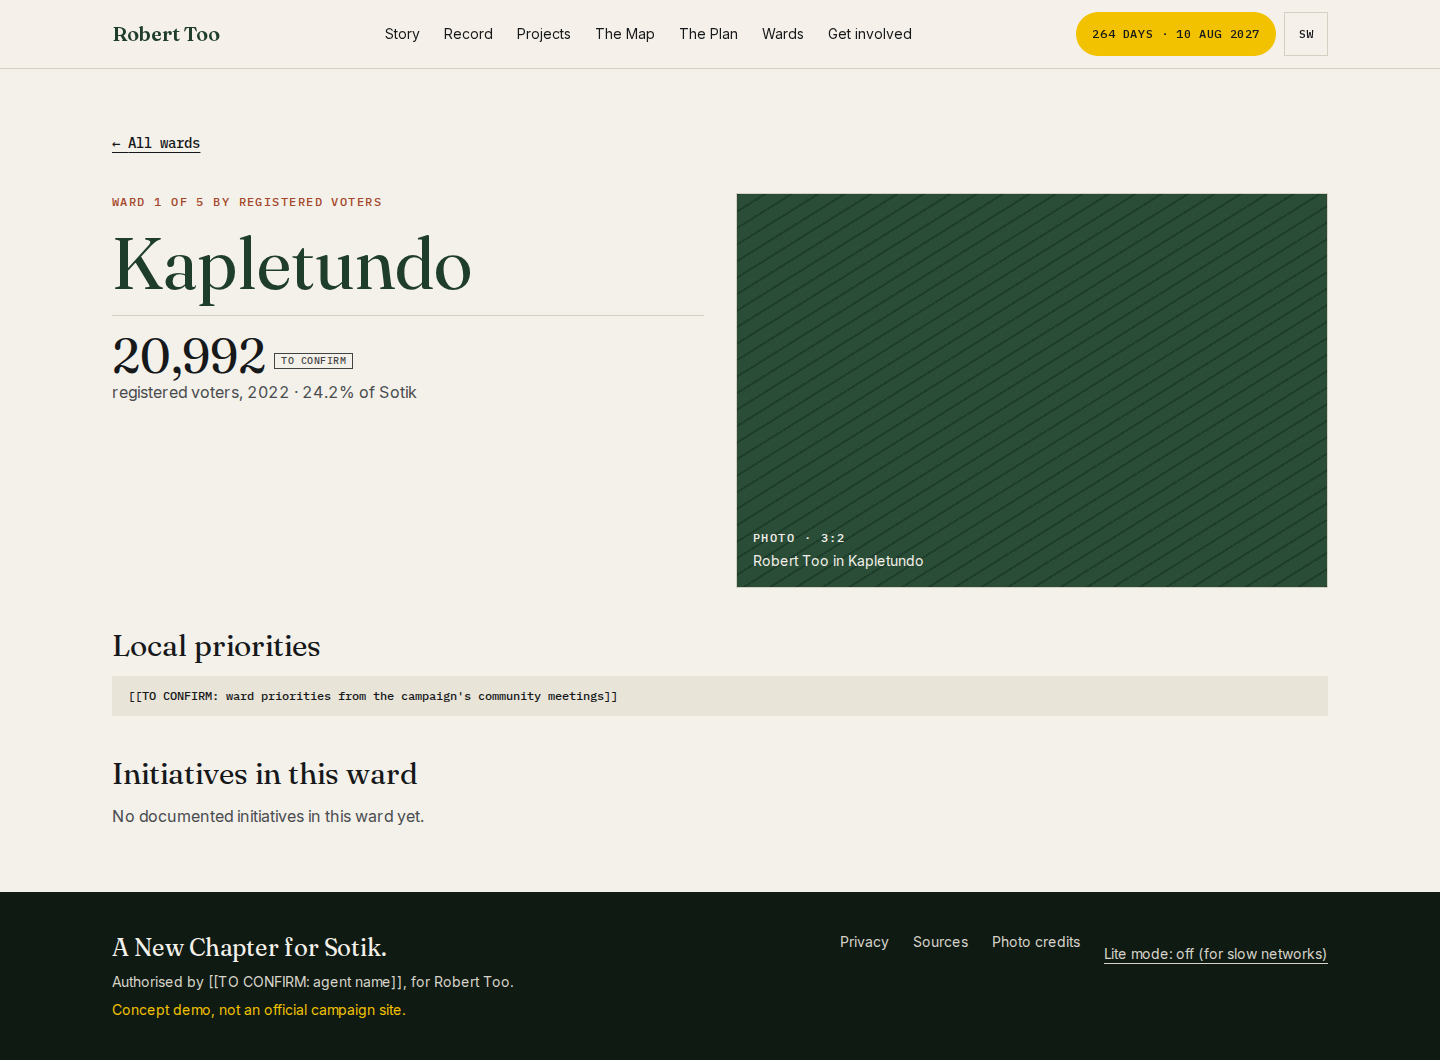 Robert Too
Story Record Projects The Map The Plan Wards Get involved
264 DAYS · 10 AUG 2027
SW
← All wards
WARD 1 OF 5 BY REGISTERED VOTERS
Kapletundo
20,992 TO CONFIRM
registered voters, 2022 · 24.2% of Sotik
PHOTO · 3:2
Robert Too in Kapletundo
Local priorities
[[TO CONFIRM: ward priorities from the campaign's community meetings]]
Initiatives in this ward
No documented initiatives in this ward yet.
A New Chapter for Sotik.
Authorised by [[TO CONFIRM: agent name]], for Robert Too.
Concept demo, not an official campaign site.
Privacy Sources Photo credits
Lite mode: off (for slow networks)